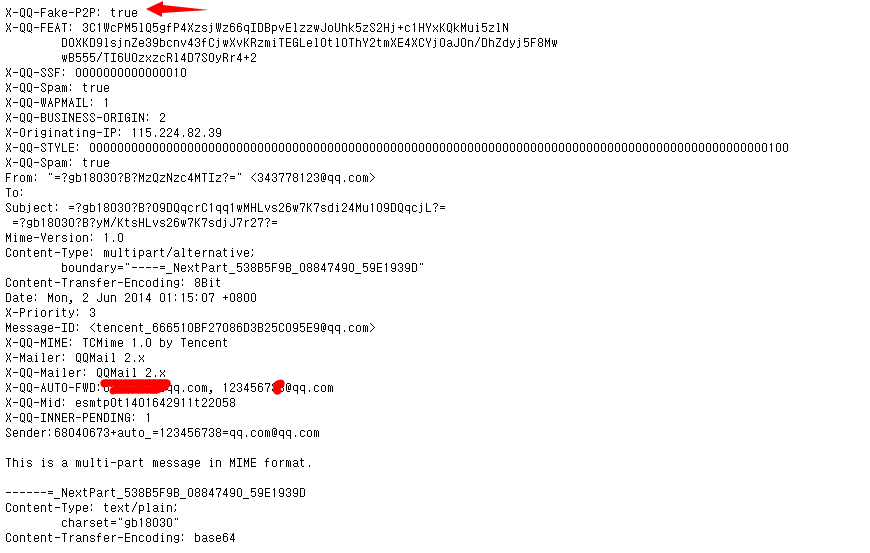 X-QQ-Fake-P2P: true
X-QQ-FEAT: 3C1WcPM5lQ5gfP4XzsjWz66qIDBpvElzzwJoUhk5zS2Hj+c1HYxKQkMui5zlN
DOXKD9lsjnZe39bcnv43fCjwXvKRzmiTEGLelOtlOThY2tmXE4XCYjOaJOn/DhZdyj5F8Mw
wB555/TI6UOzxzcRl4D7SOyRr4+2
X-QQ-SSF: 0000000000000010
X-QQ-Spam: true
X-QQ-WAPMAIL: 1
X-QQ-BUSINESS-ORIGIN: 2
X-Originating-IP: 115.224.82.39
X-QQ-STYLE: 0000000000000000000000000000000000000000000000000000000000000000000000000000000000000000000000000100
X-QQ-Spam: true
From: "=?gb18030?B?MzQzNzc4MTIz?=" <343778123@qq.com>
To:
Subject: =?gb18030?B?O9DQqcrC1qq1wMHLvs26w7K7sdi24Mu1O9DQqcjL?=
=?gb18030?B?yM/KtsHLvs26w7K7sdjJ7r27?=
Mime-Version: 1.0
Content-Type: multipart/alternative;
boundary="----=_NextPart_538B5F9B_08847490_59E1939D"
Content-Transfer-Encoding: 8Bit
Date: Mon, 2 Jun 2014 01:15:07 +0800
X-Priority: 3
Message-ID: <tencent_666510BF27086D3B25C095E9@qq.com>
X-QQ-MIME: TCMime 1.0 by Tencent
X-Mailer: QQMail 2.x
X-QQ-Mailer: QQMail 2.x
X-QQ-AUTO-FWD: qq.com, 123456738@qq.com
X-QQ-Mid: esmtp0t1401642911t22058
X-QQ-INNER-PENDING: 1
Sender:68040673+auto_=123456738=qq.com@qq.com
This is a multi-part message in MIME format.
------=_NextPart_538B5F9B_08847490_59E1939D
Content-Type: text/plain;
charset="gb18030"
Content-Transfer-Encoding: base64